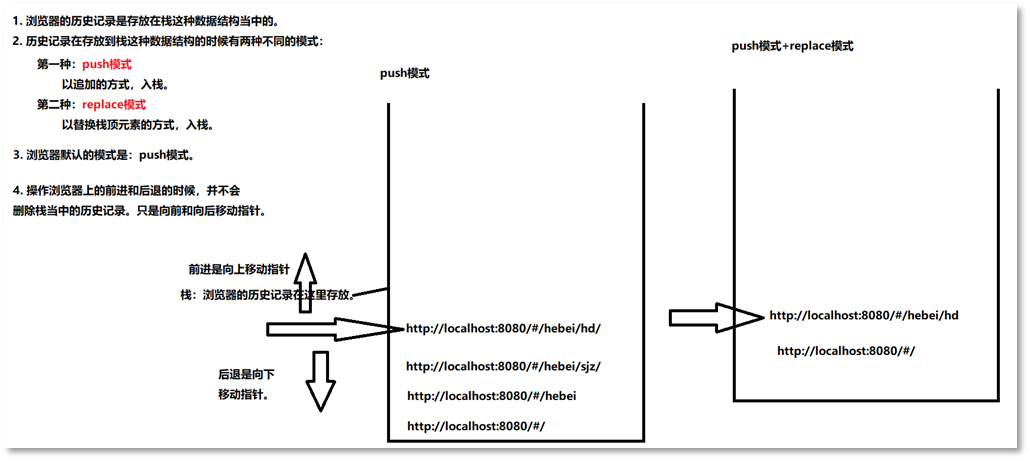 1. 浏览器的历史记录是存放在栈这种数据结构当中的。
2. 历史记录在存放到栈这种数据结构的时候有两种不同的模式：
第一种：push模式
以追加的方式，入栈。
第二种：replace模式
以替换栈顶元素的方式，入栈。
3. 浏览器默认的模式是：push模式。
4. 操作浏览器上的前进和后退的时候，并不会
删除栈当中的历史记录。只是向前和向后移动指针。
前进是向上移动指针
栈：浏览器的历史记录在这里存放。
后退是向下
移动指针。
push模式
http://localhost:8080/#/hebei/hd/
http://localhost:8080/#/hebei/sjz/
http://localhost:8080/#/hebei
http://localhost:8080/#/
push模式+replace模式
http://localhost:8080/#/hebei/hd
http://localhost:8080/#/